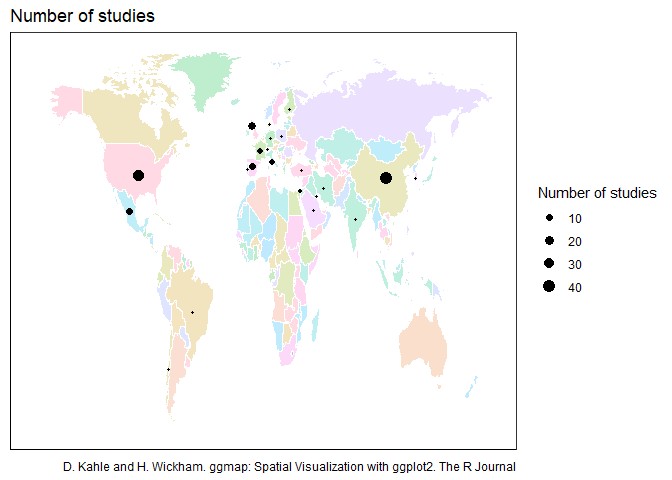 Number of studies
Number of studies
10
20
30
40
D. Kahle and H. Wickham. ggmap: Spatial Visualization with ggplot2. The R Journal